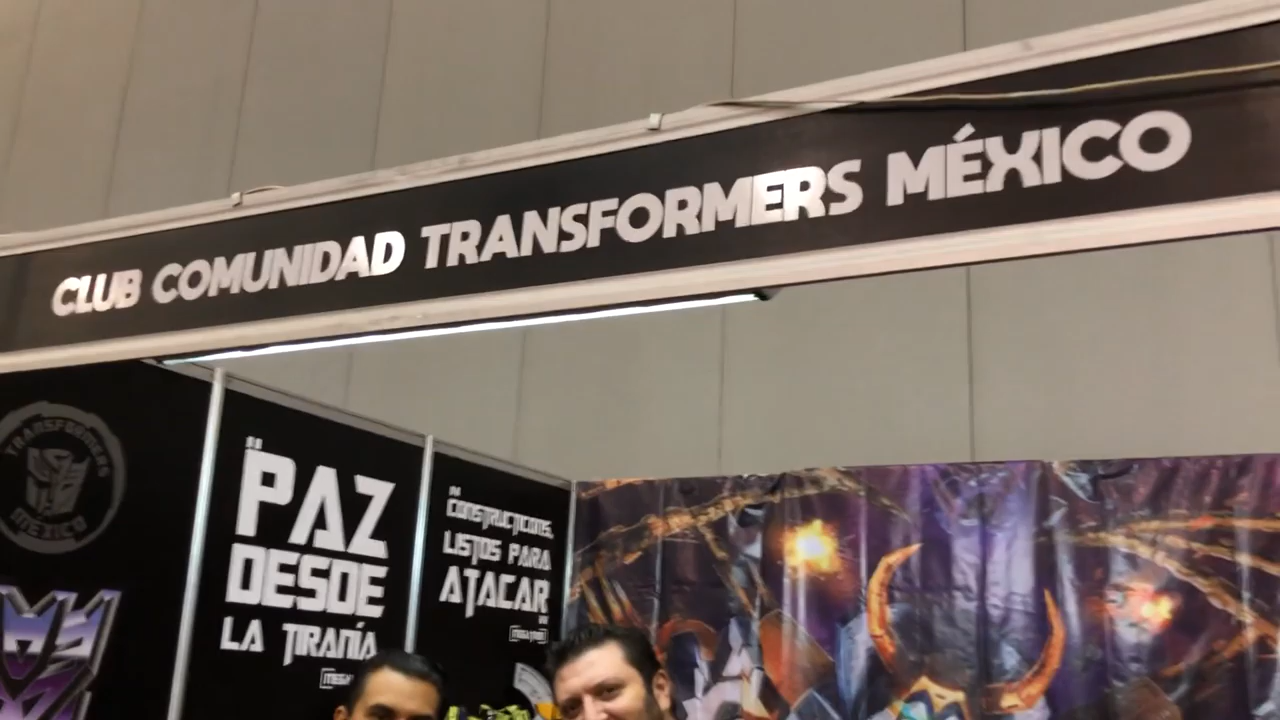 CLUB COMUNIDAD TRANSFORMERS MÉXICO
TRANSFORMERS
MÉXICO
"PAZ
DESDE
LA TIRANÍA
"CONSTRUCTICONS,
LISTOS PARA
ATACAR"